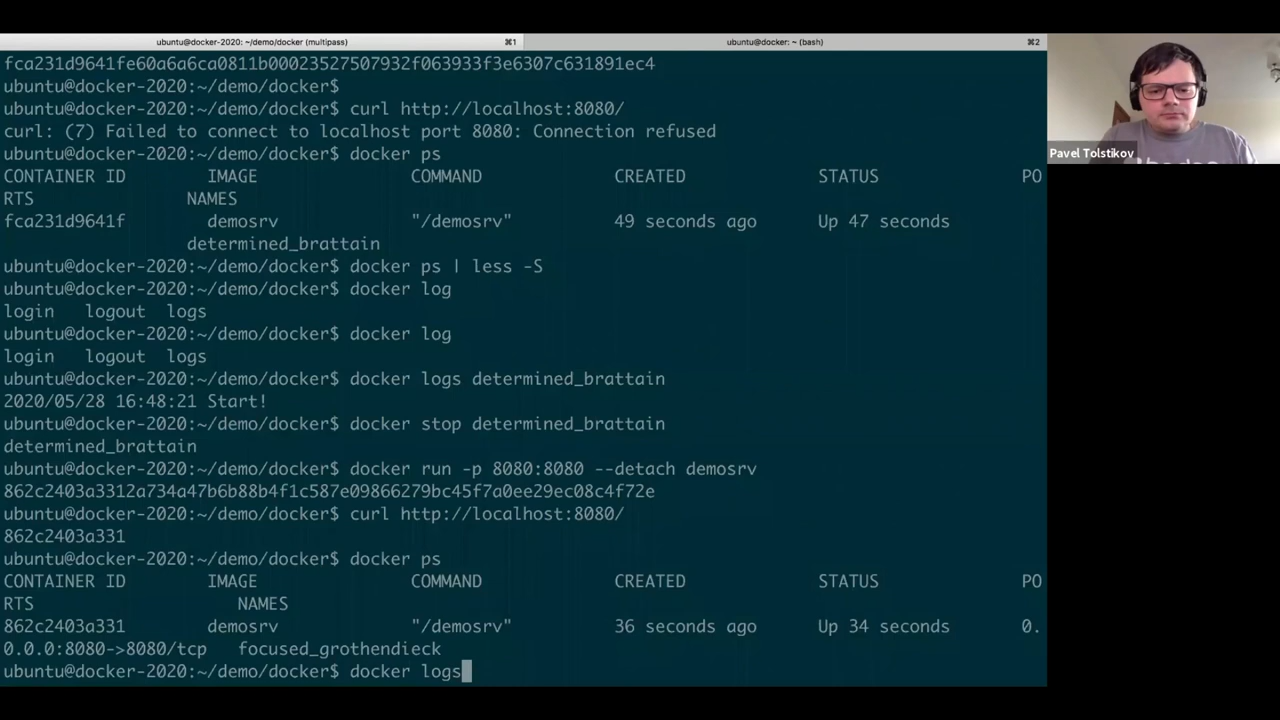 ubuntu@docker-2020: ~/demo/docker (multipass) ⌘1 ubuntu@docker: ~ (bash) ⌘2
fca231d9641fe60a6a6ca0811b00023527507932f063933f3e6307c631891ec4
ubuntu@docker-2020:~/demo/docker$
ubuntu@docker-2020:~/demo/docker$ curl http://localhost:8080/
curl: (7) Failed to connect to localhost port 8080: Connection refused
ubuntu@docker-2020:~/demo/docker$ docker ps
CONTAINER ID IMAGE COMMAND CREATED STATUS PO
RTS NAMES
fca231d9641f demosrv "/demosrv" 49 seconds ago Up 47 seconds
determined_brattain
ubuntu@docker-2020:~/demo/docker$ docker ps | less -S
ubuntu@docker-2020:~/demo/docker$ docker log
login logout logs
ubuntu@docker-2020:~/demo/docker$ docker log
login logout logs
ubuntu@docker-2020:~/demo/docker$ docker logs determined_brattain
2020/05/28 16:48:21 Start!
ubuntu@docker-2020:~/demo/docker$ docker stop determined_brattain
determined_brattain
ubuntu@docker-2020:~/demo/docker$ docker run -p 8080:8080 --detach demosrv
862c2403a3312a734a47b6b88b4f1c587e09866279bc45f7a0ee29ec08c4f72e
ubuntu@docker-2020:~/demo/docker$ curl http://localhost:8080/
862c2403a331
ubuntu@docker-2020:~/demo/docker$ docker ps
CONTAINER ID IMAGE COMMAND CREATED STATUS PO
RTS NAMES
862c2403a331 demosrv "/demosrv" 36 seconds ago Up 34 seconds 0.
0.0.0:8080->8080/tcp focused_grothendieck
ubuntu@docker-2020:~/demo/docker$ docker logs
Pavel Tolstikov